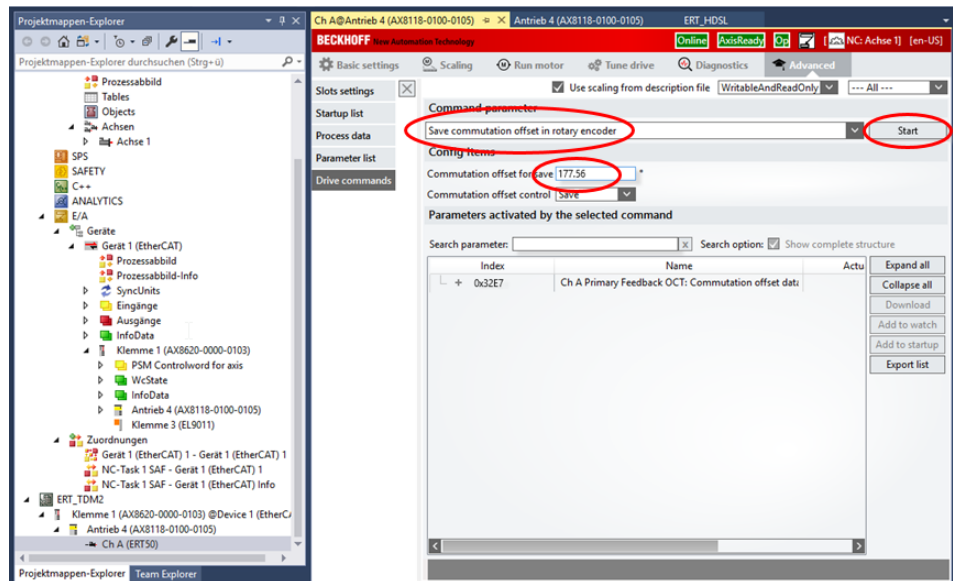 Projektmappen-Explorer
Projektmappen-Explorer durchsuchen (Strg+ü)
Prozessabbild
Tables
Objects
Achsen
Achse 1
SPS
SAFETY
C++
ANALYTICS
E/A
Geräte
Gerät 1 (EtherCAT)
Prozessabbild
Prozessabbild-Info
SyncUnits
Eingänge
Ausgänge
InfoData
Klemme 1 (AX8620-0000-0103)
PSM Controlword for axis
WcState
InfoData
Antrieb 4 (AX8118-0100-0105)
Klemme 3 (EL9011)
Zuordnungen
Gerät 1 (EtherCAT) 1 - Gerät 1 (EtherCAT) 1
NC-Task 1 SAF - Gerät 1 (EtherCAT) 1
NC-Task 1 SAF - Gerät 1 (EtherCAT) Info
ERT_TDM2
Klemme 1 (AX8620-0000-0103) @Device 1 (EtherCA
Antrieb 4 (AX8118-0100-0105)
Ch A (ERT50)
Projektmappen-Explorer Team Explorer
Ch A@Antrieb 4 (AX8118-0100-0105) Antrieb 4 (AX8118-0100-0105) ERT_HDSL
BECKHOFF New Automation Technology Online AxisReady Op NC: Achse 1] [en-US]
Basic settings Scaling Run motor Tune drive Diagnostics Advanced
Slots settings
Startup list
Process data
Parameter list
Drive commands
Use scaling from description file WritableAndReadOnly --- All ---
Command parameter
Save commutation offset in rotary encoder Start
Config items
Commutation offset for save 177.56 *
Commutation offset control Save
Parameters activated by the selected command
Search parameter: x Search option: Show complete structure
Index Name Actu
0x32E7 Ch A Primary Feedback OCT: Commutation offset data
Expand all
Collapse all
Download
Add to watch
Add to startup
Export list